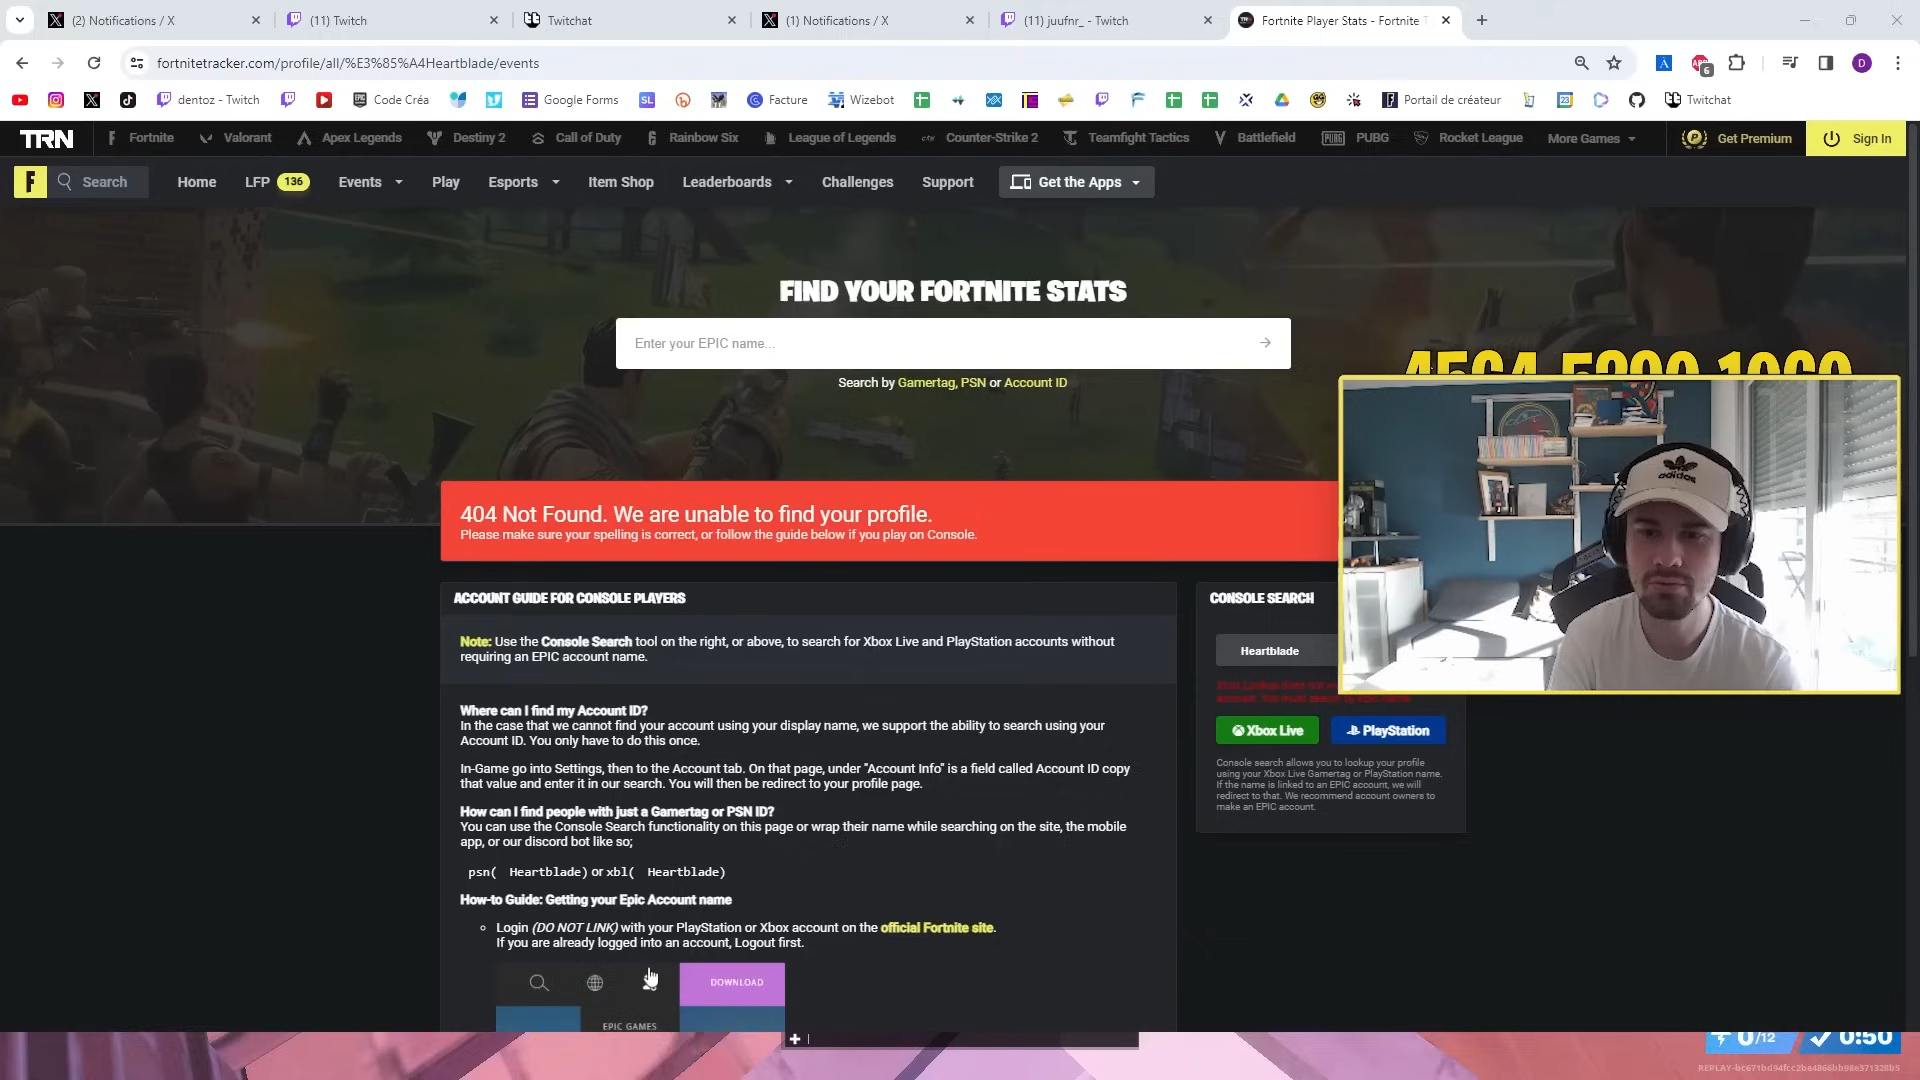 (2) Notifications / X
(11) Twitch
Twitchat
(1) Notifications / X
(11) juufnr_ - Twitch
Fortnite Player Stats - Fortnite T
fortnitetracker.com/profile/all/%E3%85%A4Heartblade/events
6
D
dentoz - Twitch
Code Créa
SL
Google Forms
Facture
Wizebot
Portail de créateur
23
Twitchat
TRN
Fortnite
Valorant
Apex Legends
Destiny 2
Call of Duty
Rainbow Six
League of Legends
Counter-Strike 2
Teamfight Tactics
Battlefield
PUBG
PUBG
Rocket League
More Games
Get Premium
Sign In
Search
Home
LFP 136
Events
Play
Esports
Item Shop
Leaderboards
Challenges
Support
Get the Apps
FIND YOUR FORTNITE STATS
Enter your EPIC name...
Search by Gamertag, PSN or Account ID
404 Not Found. We are unable to find your profile.
Please make sure your spelling is correct, or follow the guide below if you play on Console.
adidas
ACCOUNT GUIDE FOR CONSOLE PLAYERS
Note: Use the Console Search tool on the right, or above, to search for Xbox Live and PlayStation accounts without
requiring an EPIC account name.
Where can I find my Account ID?
In the case that we cannot find your account using your display name, we support the ability to search using your
Account ID. You only have to do this once.
In-Game go into Settings, then to the Account tab. On that page, under "Account Info" is a field called Account ID copy
that value and enter it in our search. You will then be redirect to your profile page.
How can I find people with just a Gamertag or PSN ID?
You can use the Console Search functionality on this page or wrap their name while searching on the site, the mobile
app, or our discord bot like so;
psn( Heartblade) or xbl( Heartblade)
How-to Guide: Getting your Epic Account name
Login (DO NOT LINK) with your PlayStation or Xbox account on the official Fortnite site.
If you are already logged into an account, Logout first.
DOWNLOAD
EPIC GAMES
CONSOLE SEARCH
Heartblade
Xbox Live
PlayStation
Console search allows you to lookup your profile
using your Xbox Live Gamertag or PlayStation name.
If the name is linked to an EPIC account, we will
redirect to that. We recommend account owners to
make an EPIC account.
0/12
0:50